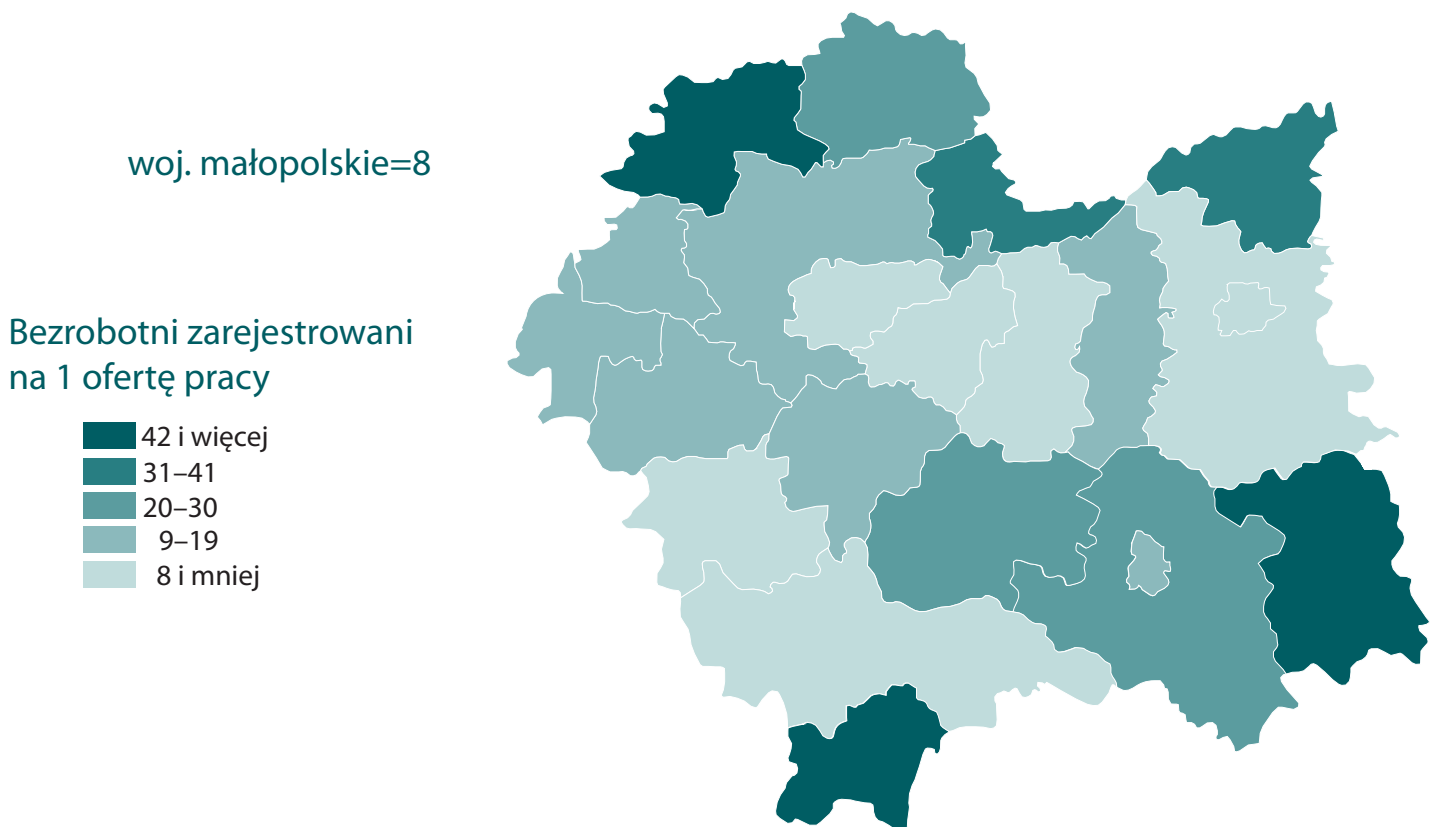 woj. małopolskie=8
Bezrobotni zarejestrowani
na 1 ofertę pracy
42 i więcej
31–41
20–30
9–19
8 i mniej